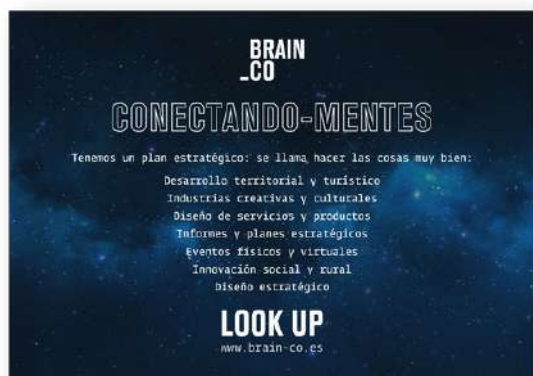 BRAIN
_CO
CONECTANDO-MENTES
Tenemos un plan estratégico: se llama hacer las cosas muy bien:
Desarrollo territorial y turístico
Industrias creativas y culturales
Diseño de servicios y productos
Informes y planes estratégicos
Eventos físicos y virtuales
Innovación social y rural
Diseño estratégico
LOOK UP
www.brain-co.es